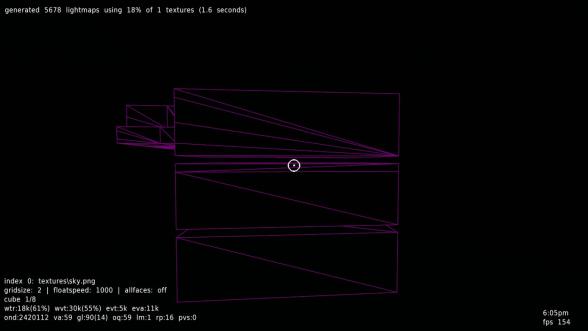 generated 5678 lightmaps using 18% of 1 textures (1.6 seconds)
index 0: textures\sky.png
gridsize: 2 | floatspeed: 1000 | allfaces: off
cube 1/8
wtr:18k(61%) wvt:30k(55%) evt:5k eva:11k
ond:2420112 va:59 gl:90(14) oq:59 lm:1 rp:16 pvs:0
6:05pm
fps 154